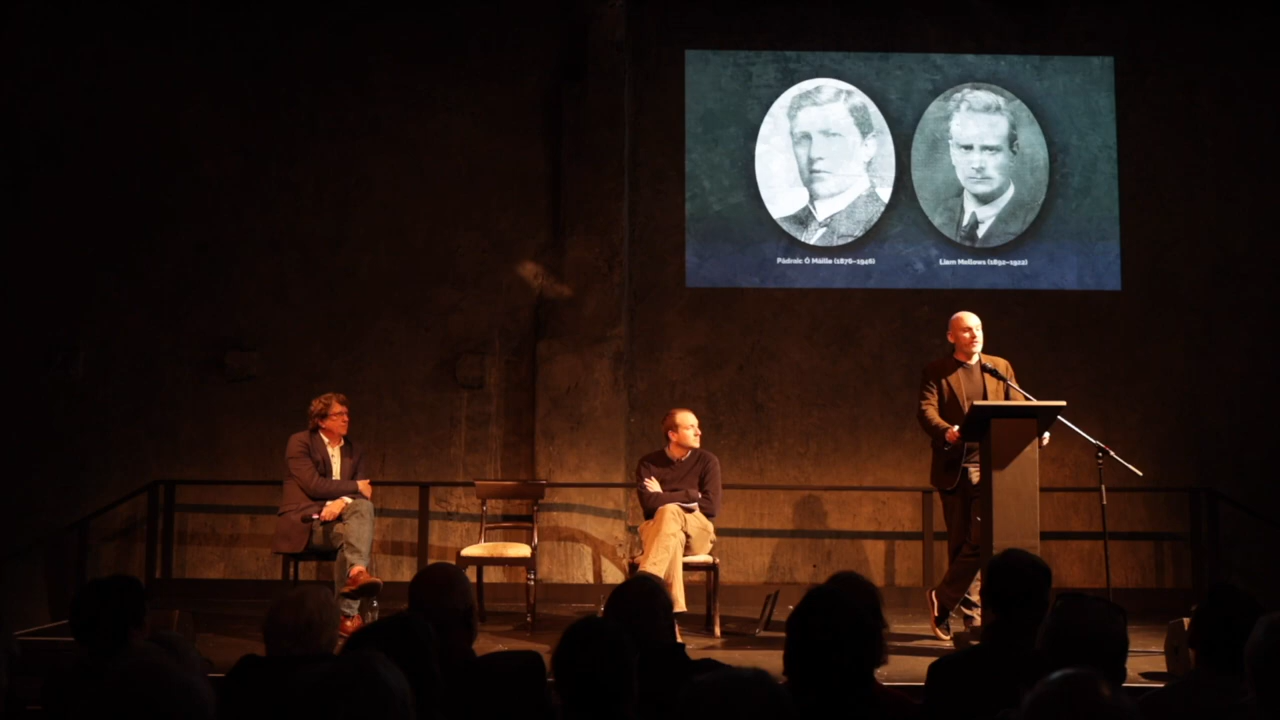 Pádraic Ó Máille (1876–1946)
Liam Mellows (1892–1922)